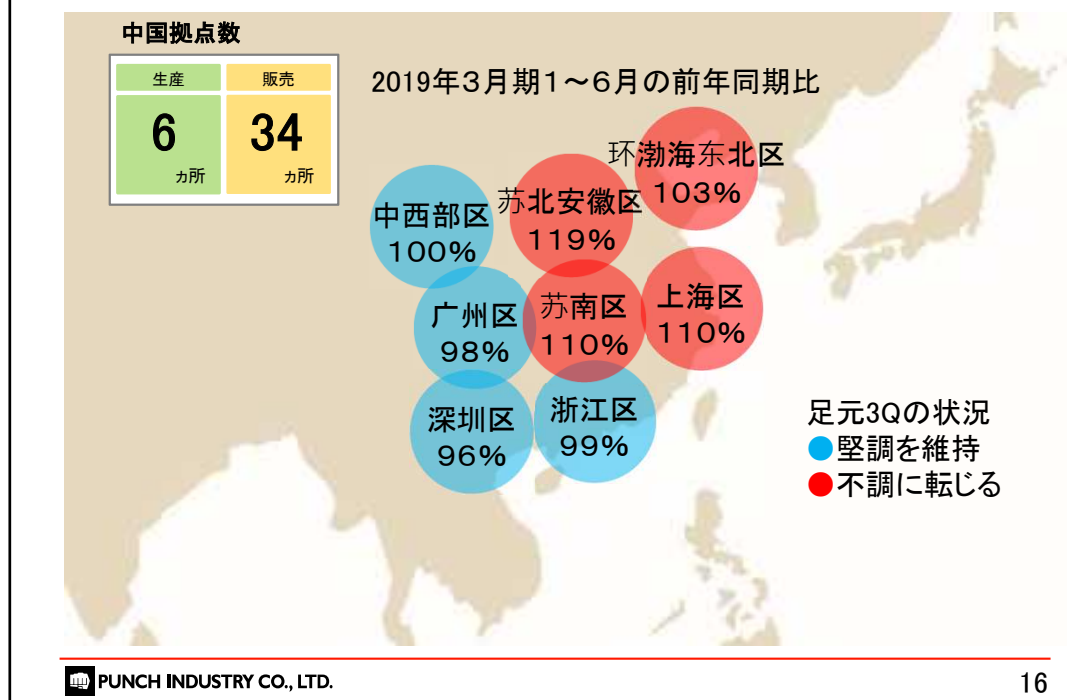 中国拠点数
生産
販売
6
34
ヵ所
ヵ所
2019年3月期1～6月の前年同期比
环渤海东北区
103%
苏北安徽区
119%
中西部区
100%
上海区
110%
苏南区
110%
广州区
98%
浙江区
99%
深圳区
96%
足元3Qの状況
●堅調を維持
●不調に転じる
PUNCH INDUSTRY CO., LTD.
16